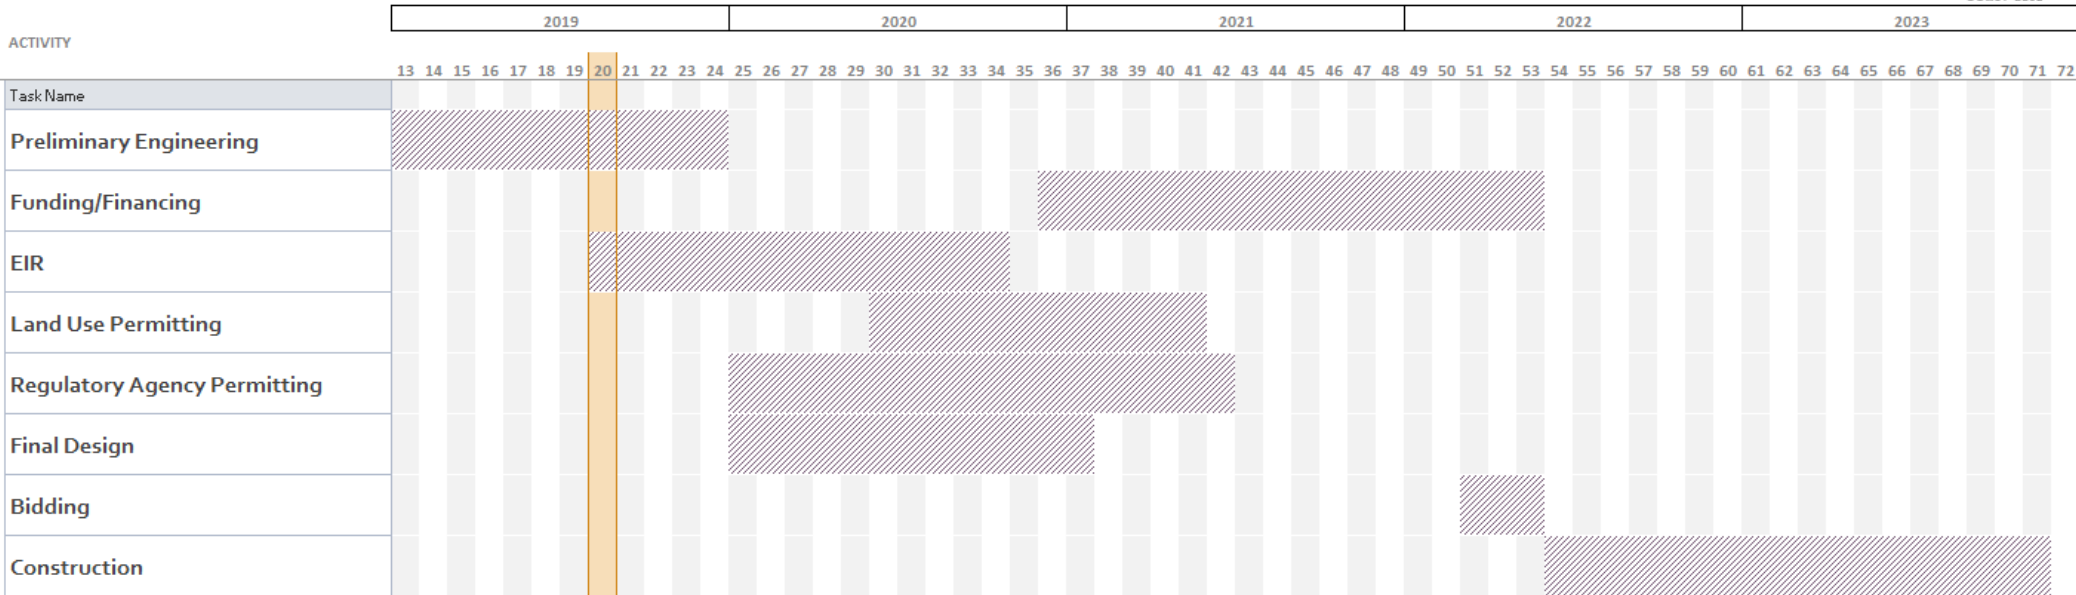 2019 2020 2021 2022 2023
ACTIVITY
13 14 15 16 17 18 19 20 21 22 23 24 25 26 27 28 29 30 31 32 33 34 35 36 37 38 39 40 41 42 43 44 45 46 47 48 49 50 51 52 53 54 55 56 57 58 59 60 61 62 63 64 65 66 67 68 69 70 71 72
Task Name
Preliminary Engineering
Funding/Financing
EIR
Land Use Permitting
Regulatory Agency Permitting
Final Design
Bidding
Construction